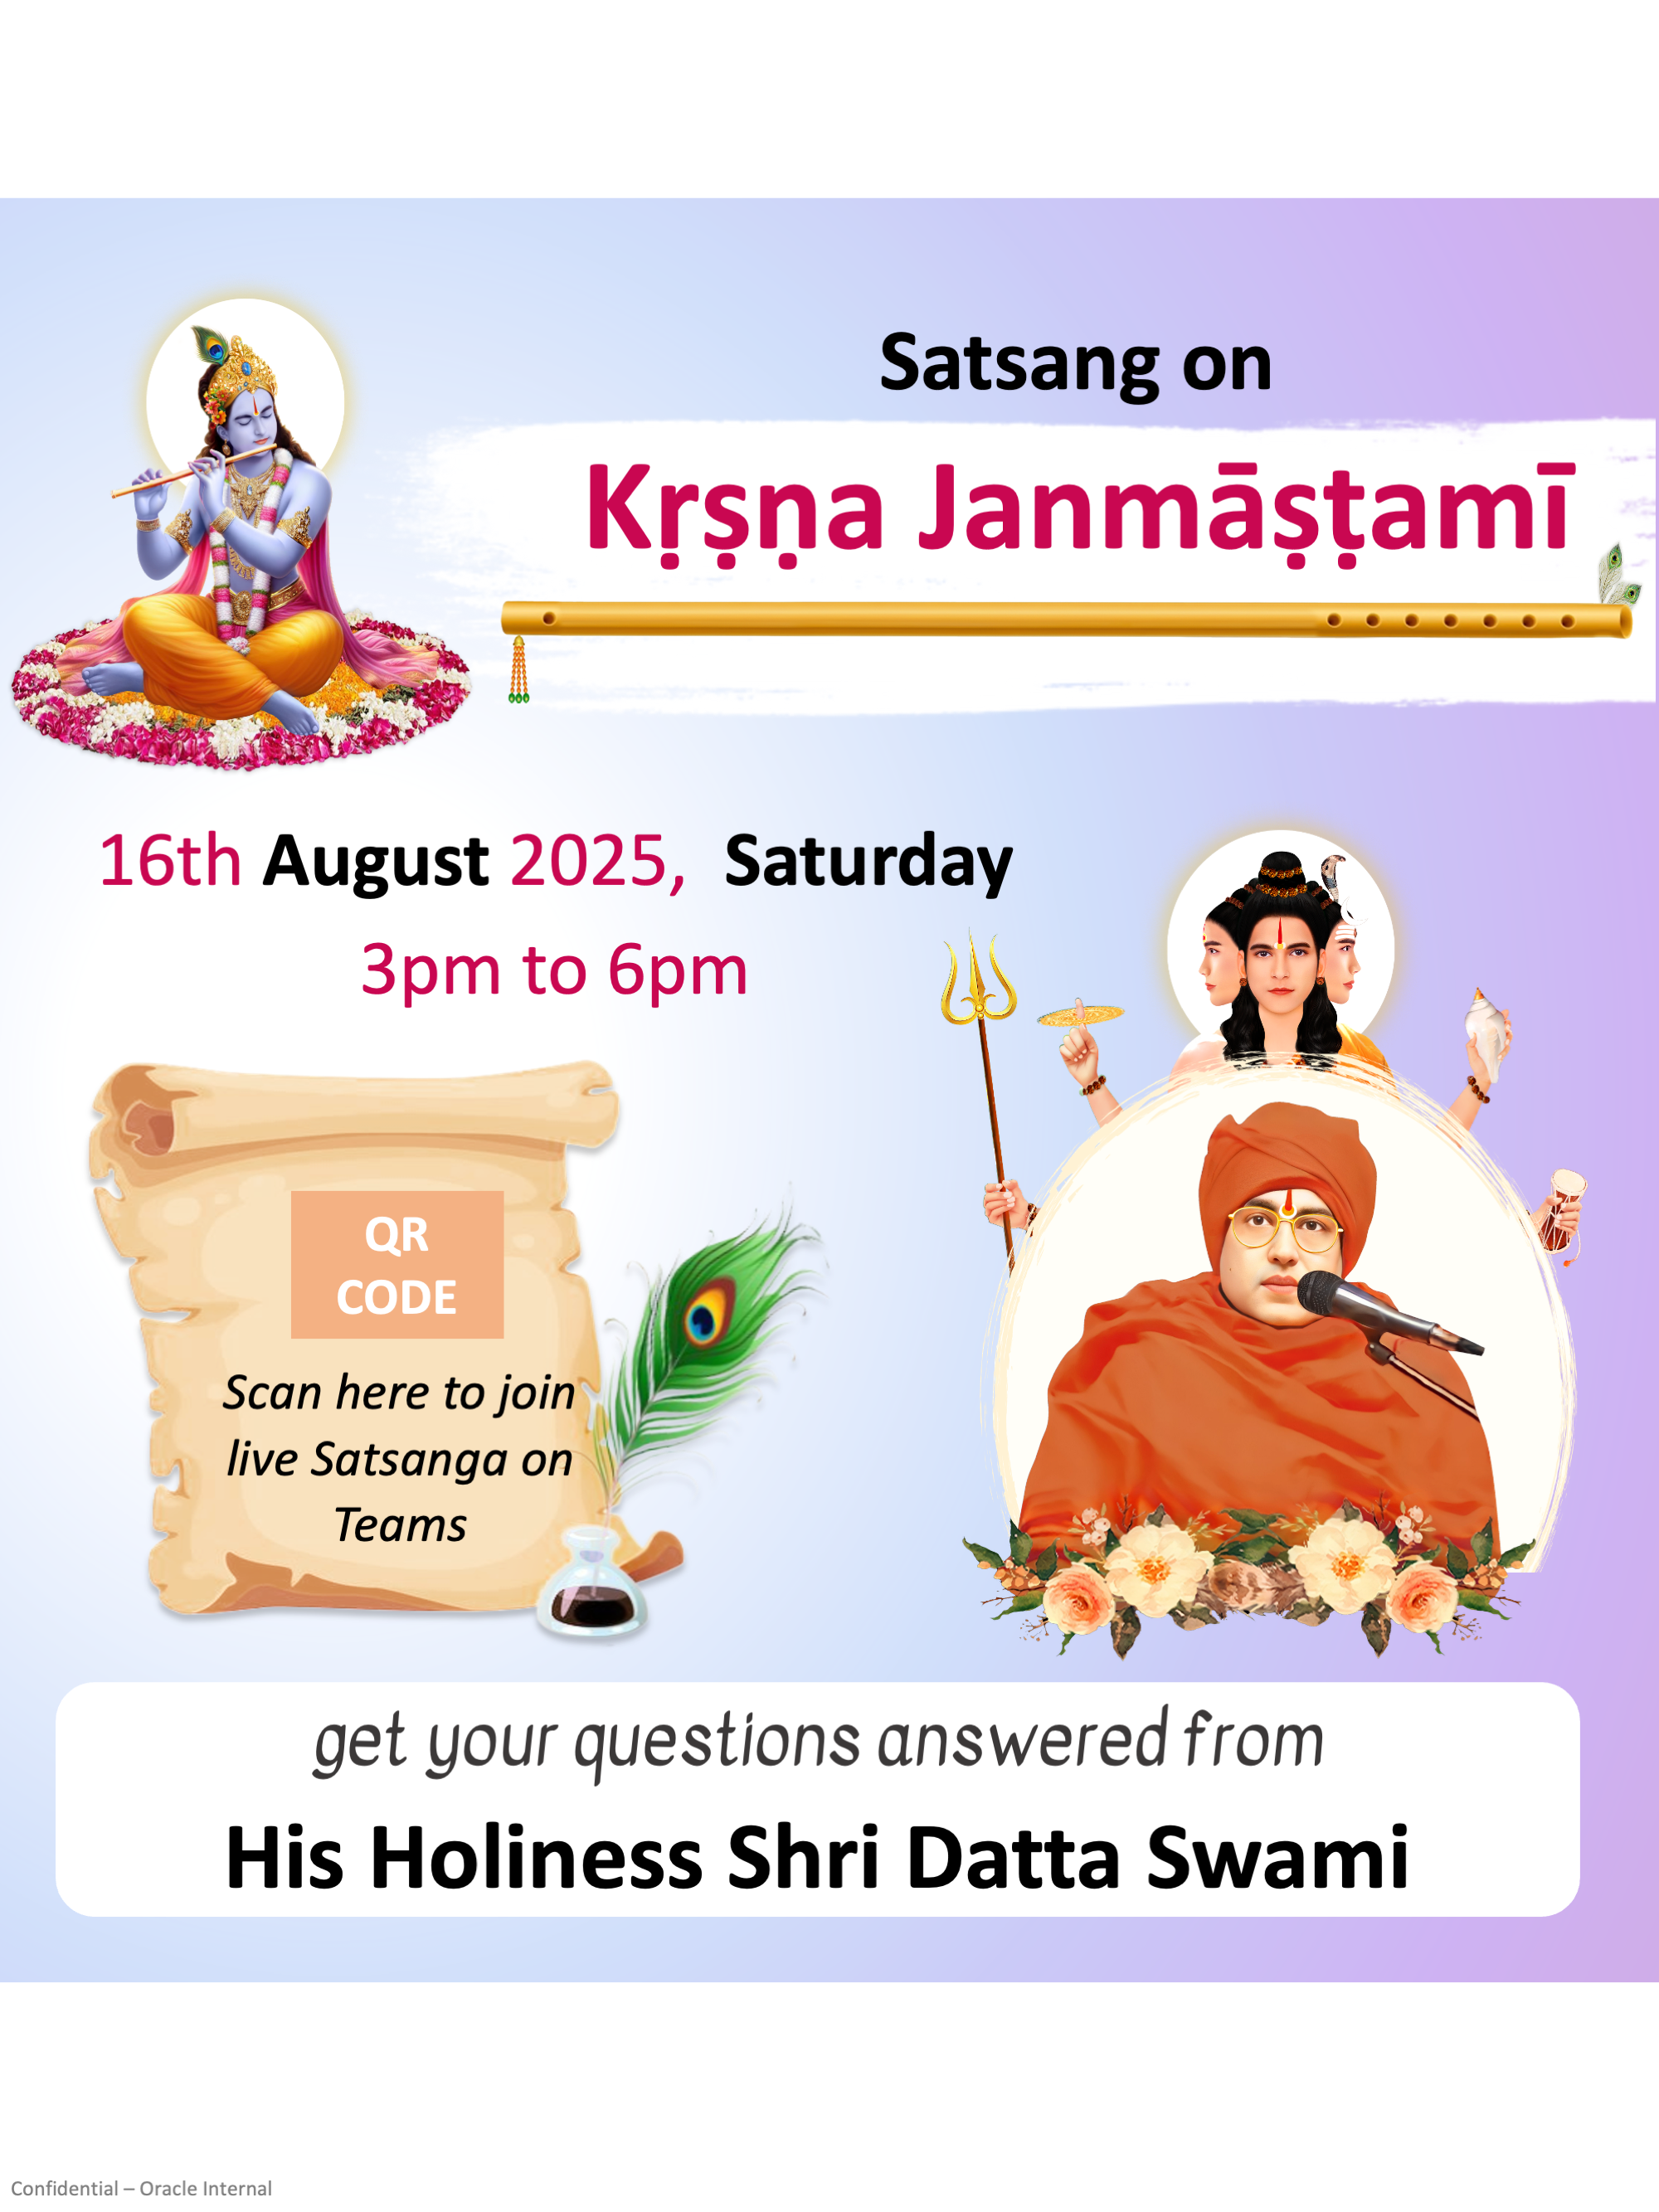 Satsang on
Kṛṣṇa Janmāṣṭamī
16th August 2025, Saturday
3pm to 6pm
QR
CODE
Scan here to join
live Satsanga on
Teams
get your questions answered from
His Holiness Shri Datta Swami
Confidential – Oracle Internal